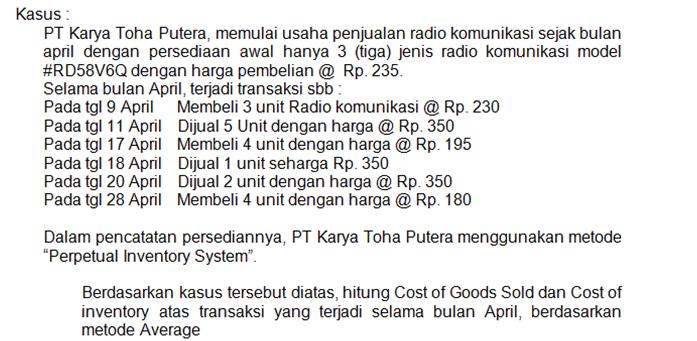 Kasus :
PT Karya Toha Putera, memulai usaha penjualan radio komunikasi sejak bulan
april dengan persediaan awal hanya 3 (tiga) jenis radio komunikasi model
#RD58V6Q dengan harga pembelian @ Rp. 235.
Selama bulan April, terjadi transaksi sbb :
Pada tgl 9 April Membeli 3 unit Radio komunikasi @ Rp. 230
Pada tgl 11 April Dijual 5 Unit dengan harga @ Rp. 350
Pada tgl 17 April Membeli 4 unit dengan harga @ Rp. 195
Pada tgl 18 April Dijual 1 unit seharga Rp. 350
Pada tgl 20 April Dijual 2 unit dengan harga @ Rp. 350
Pada tgl 28 April Membeli 4 unit dengan harga @ Rp. 180
Dalam pencatatan persediannya, PT Karya Toha Putera menggunakan metode
“Perpetual Inventory System”.
Berdasarkan kasus tersebut diatas, hitung Cost of Goods Sold dan Cost of
inventory atas transaksi yang terjadi selama bulan April, berdasarkan
metode Average